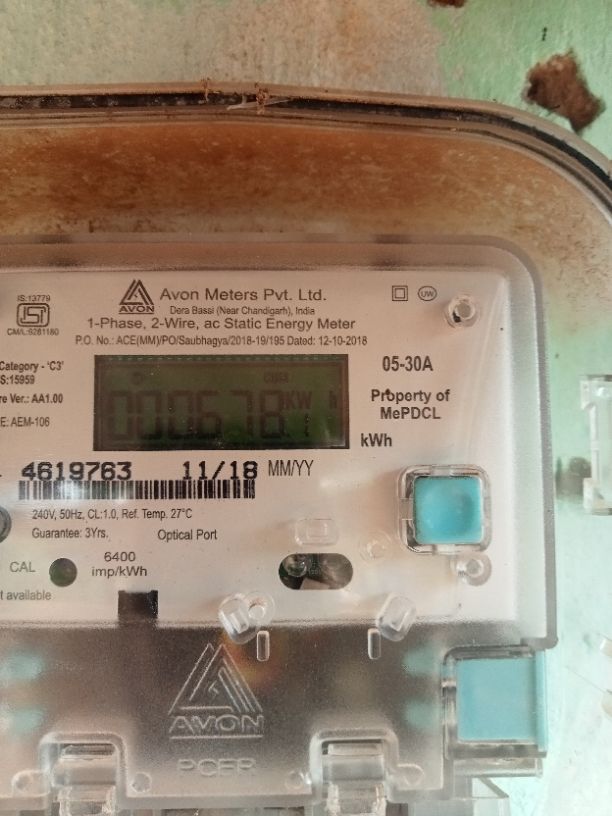 IS:13779
CM/L-9281180
AVON
Avon Meters Pvt. Ltd.
Dera Bassi (Near Chandigarh), India
UW
1-Phase, 2-Wire, ac Static Energy Meter
P.O. No.: ACE(MM)/PO/Saubhagya/2018-19/195 Dated: 12-10-2018
Category - 'C3'
S:15959
re Ver.: AA1.00
E: AEM-106
05-30A
Property of
MePDCL
kWh
4619763 11/18 MM/YY
240V, 50Hz, CL:1.0, Ref. Temp. 27°C
Guarantee: 3Yrs. Optical Port
CAL
6400
imp/kWh
t available
AVON